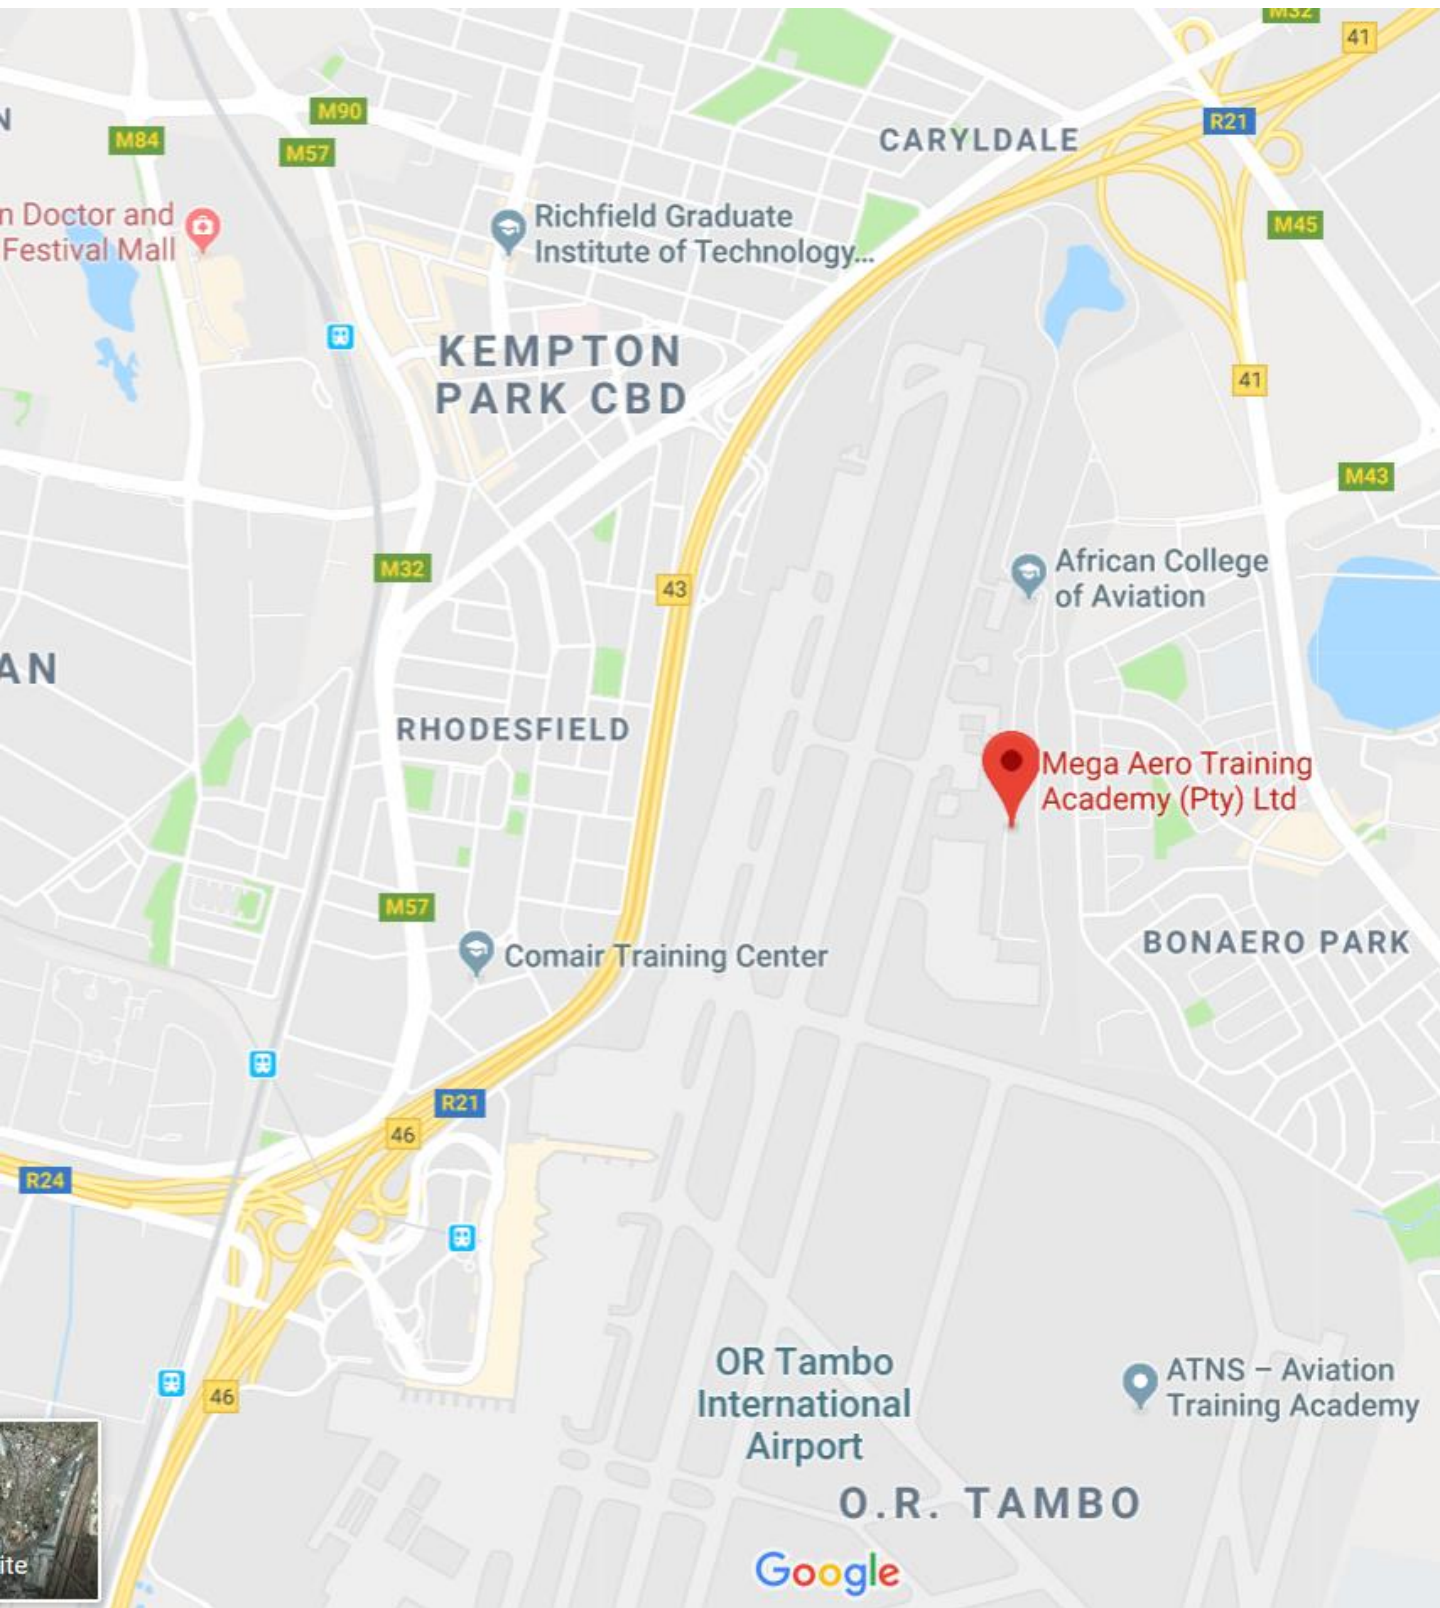 M32
41
R21
M90
N
M84
M57
CARYLDALE
n Doctor and
Festival Mall
Richfield Graduate
Institute of Technology...
M45
KEMPTON
PARK CBD
41
M43
M32
43
African College
of Aviation
AN
RHODESFIELD
Mega Aero Training
Academy (Pty) Ltd
M57
Comair Training Center
BONAERO PARK
R21
46
R24
OR Tambo
International
Airport
ATNS – Aviation
Training Academy
46
O.R. TAMBO
ite
Google